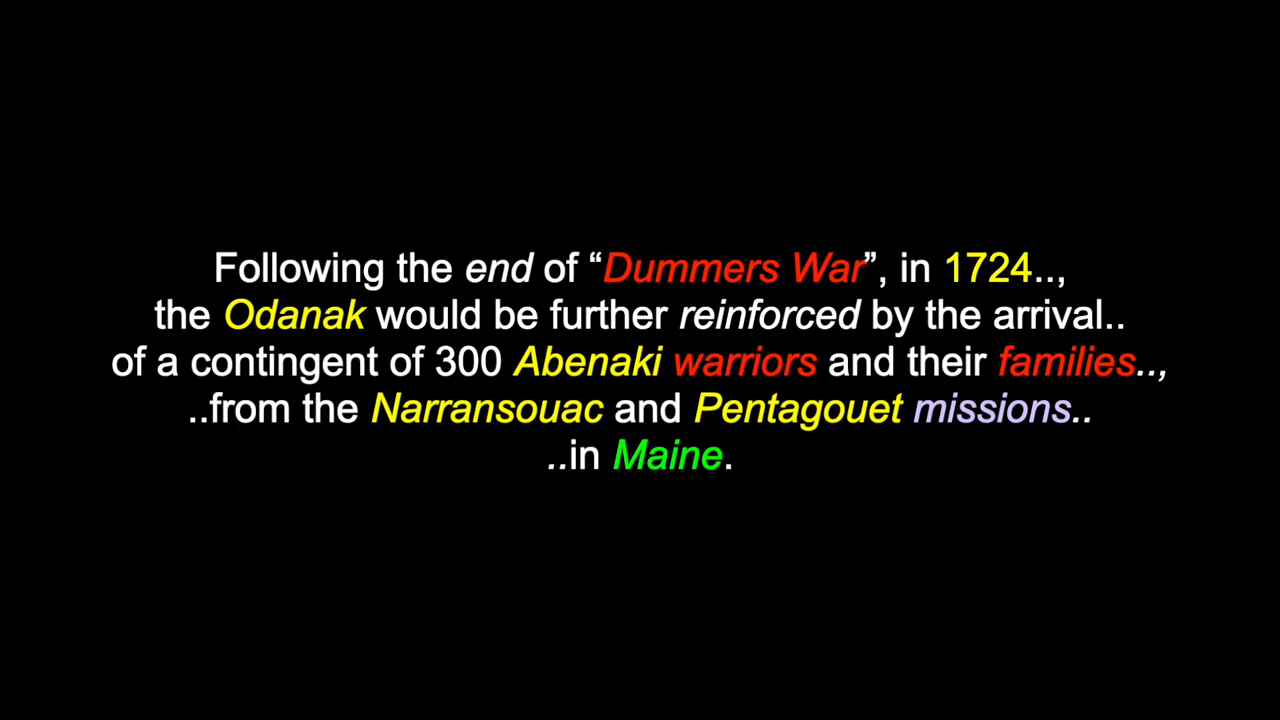 Following the end of “Dummers War”, in 1724..,
the Odanak would be further reinforced by the arrival..
of a contingent of 300 Abenaki warriors and their families..,
..from the Narransouac and Pentagouet missions..
..in Maine.